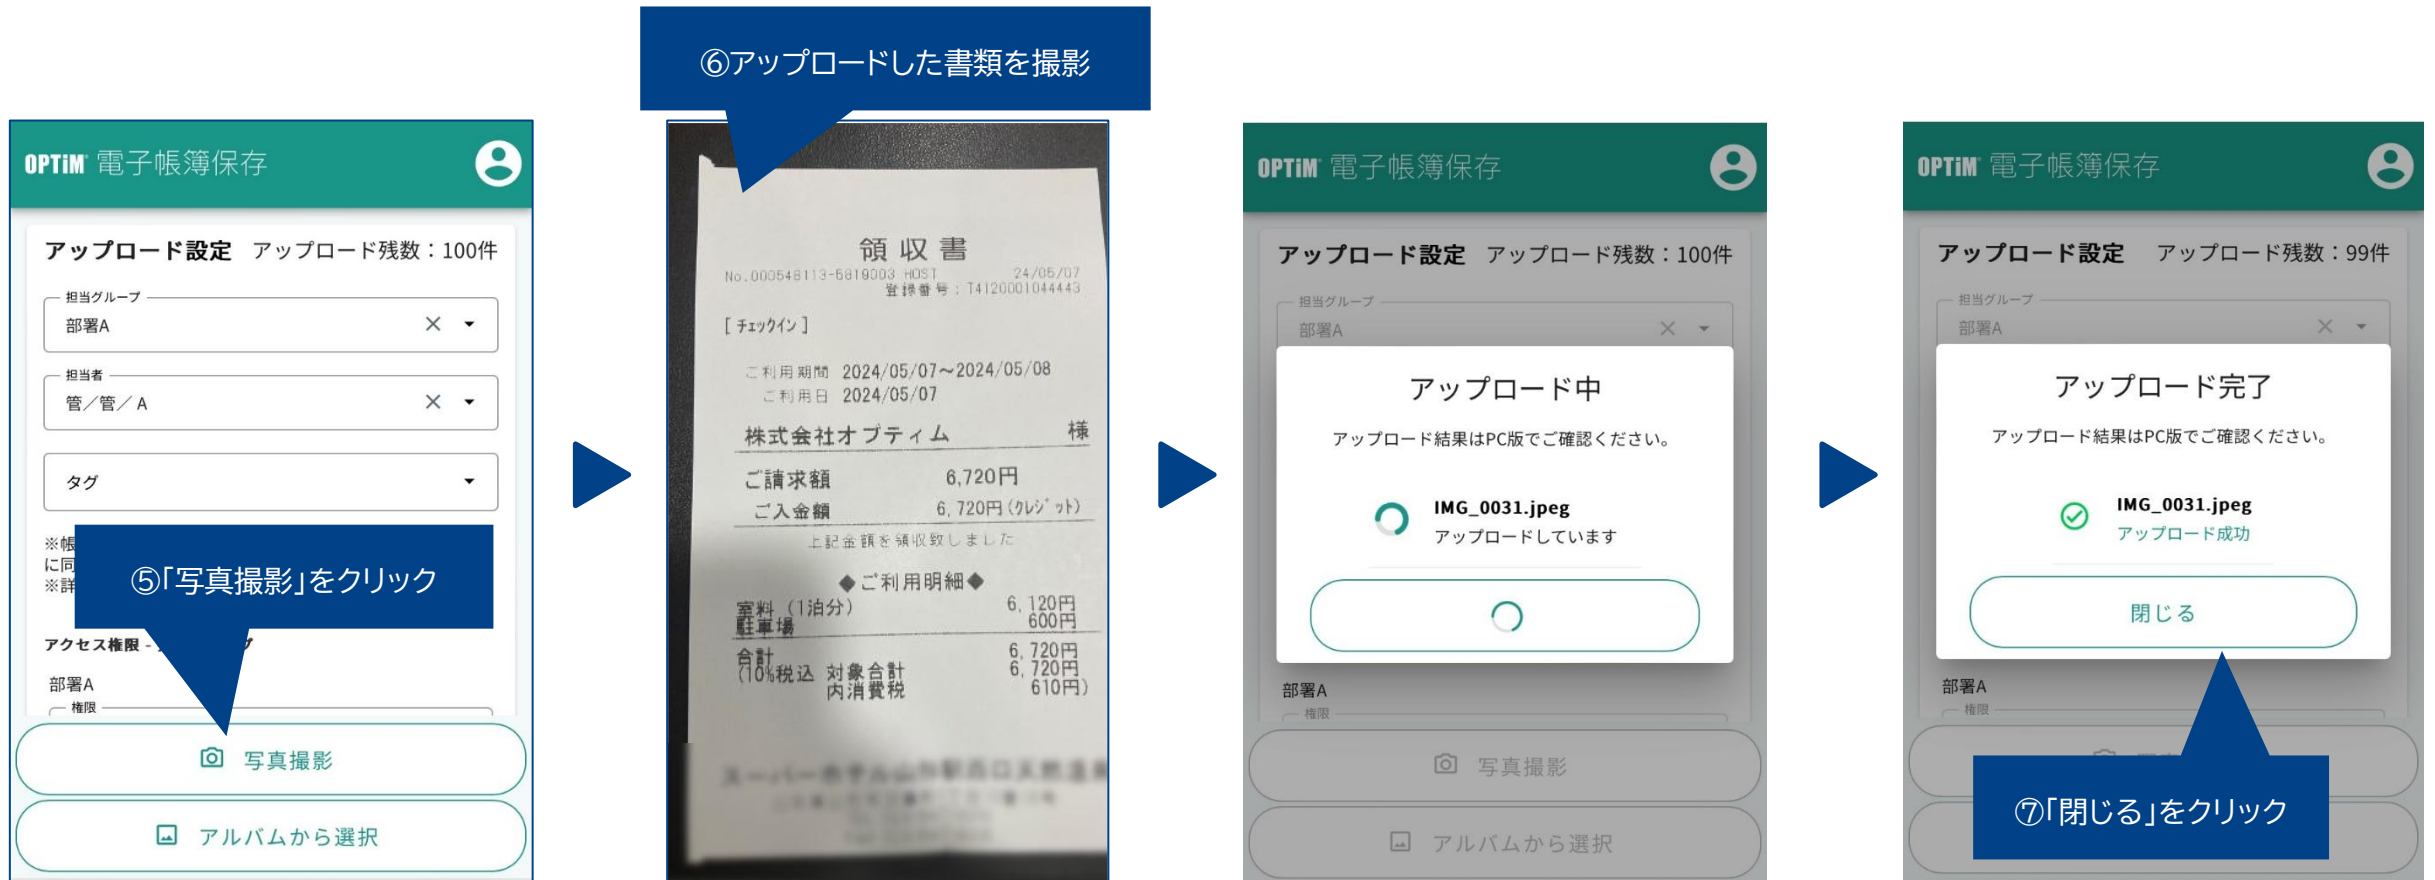 ⑥アップロードした書類を撮影
OPTiM 電子帳簿保存
アップロード設定 アップロード残数：100件
担当グループ
部署A
担当者
管／管／A
タグ
※帳
に同
※詳
⑤「写真撮影」をクリック
アクセス権限 -
部署A
権限
写真撮影
アルバムから選択
領収書
No.000548113-5819003 HOST 24/05/07
登録番号：T4120001044443
[ チェックイン ]
ご利用期間 2024/05/07～2024/05/08
ご利用日 2024/05/07
株式会社オプティム 様
ご請求額 6,720円
ご入金額 6,720円(クレジット)
上記金額を領収致しました
◆ご利用明細◆
室料 (1泊分) 6,120円
駐車場 600円
合計 6,720円
(10%税込 対象合計 6,720円
内消費税 610円)
OPTiM 電子帳簿保存
アップロード設定 アップロード残数：100件
担当グループ
部署A
アップロード中
アップロード結果はPC版でご確認ください。
IMG_0031.jpeg
アップロードしています
部署A
権限
写真撮影
アルバムから選択
OPTiM 電子帳簿保存
アップロード設定 アップロード残数：99件
担当グループ
部署A
アップロード完了
アップロード結果はPC版でご確認ください。
IMG_0031.jpeg
アップロード成功
閉じる
部署A
権限
⑦「閉じる」をクリック